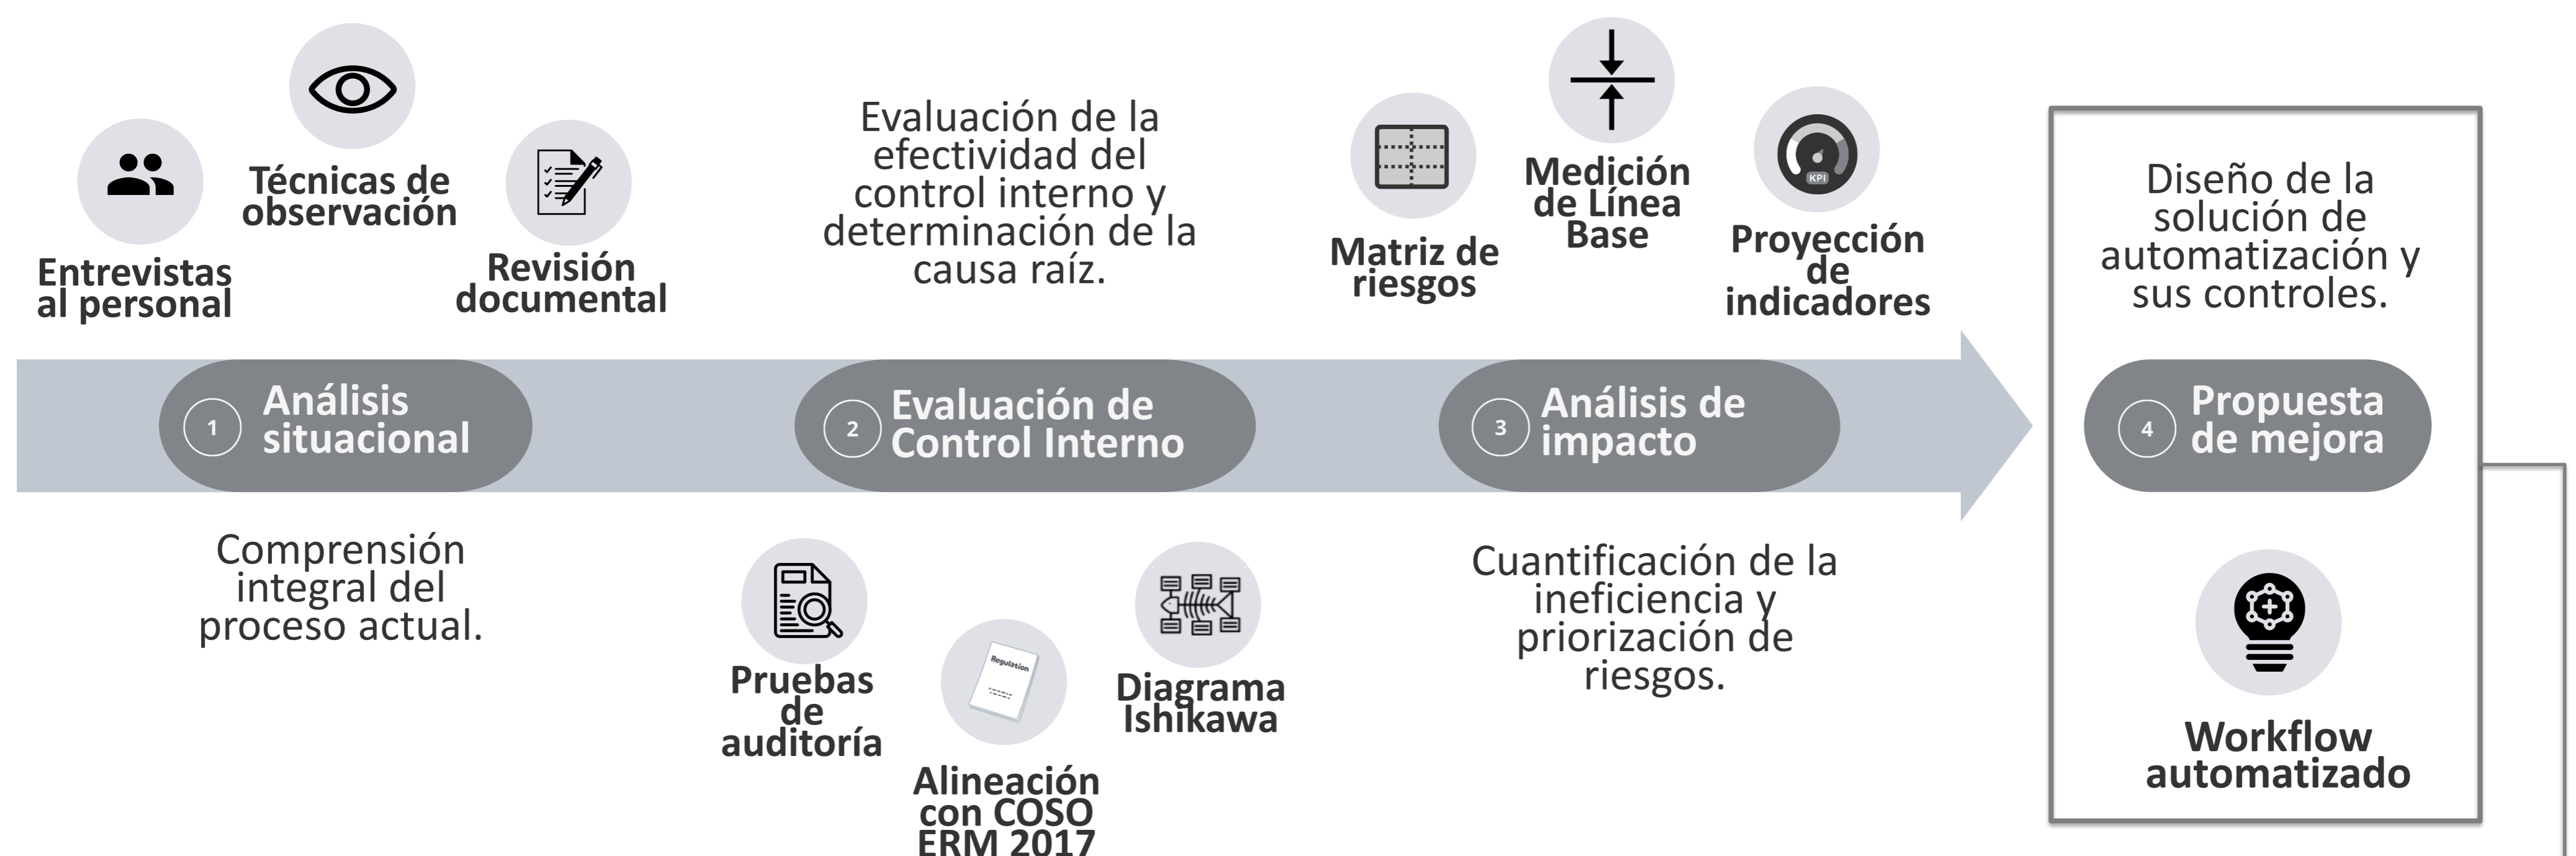 Entrevistas
al personal
Técnicas de
observación
Revisión
documental
1
Análisis
situacional
Comprensión
integral del
proceso actual.
Evaluación de la
efectividad del
control interno y
determinación de la
causa raíz.
2
Evaluación de
Control Interno
Pruebas
de
auditoría
Regulation
Alineación
con COSO
ERM 2017
Diagrama
Ishikawa
Matriz de
riesgos
Medición
de Línea
Base
KPI
Proyección
de
indicadores
3
Análisis de
impacto
Cuantificación de la
ineficiencia y
priorización de
riesgos.
Diseño de la
solución de
automatización y
sus controles.
4
Propuesta
de mejora
Workflow
automatizado